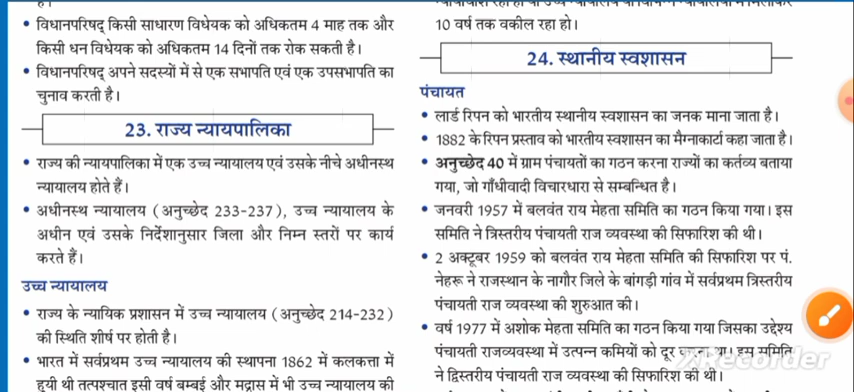 विधानपरिषद् किसी साधारण विधेयक को अधिकतम 4 माह तक और
किसी धन विधेयक को अधिकतम 14 दिनों तक रोक सकती है।
• विधानपरिषद् अपने सदस्यों में से एक सभापति एवं एक उपसभापति का
चुनाव करती है।
23. राज्य न्यायपालिका
• राज्य की न्यायपालिका में एक उच्च न्यायालय एवं उसके नीचे अधीनस्थ
न्यायालय होते हैं।
• अधीनस्थ न्यायालय (अनुच्छेद 233-237), उच्च न्यायालय के
अधीन एवं उसके निर्देशानुसार जिला और निम्न स्तरों पर कार्य
करते हैं।
उच्च न्यायालय
• राज्य के न्यायिक प्रशासन में उच्च न्यायालय (अनुच्छेद 214-232)
की स्थिति शीर्ष पर होती है।
• भारत में सर्वप्रथम उच्च न्यायालय की स्थापना 1862 में कलकत्ता में
हुयी थी तत्पश्चात इसी वर्ष बम्बई और मद्रास में भी उच्च न्यायालय की
10 वर्ष तक वकील रहा हो।
24. स्थानीय स्वशासन
पंचायत
• लार्ड रिपन को भारतीय स्थानीय स्वशासन का जनक माना जाता है।
• 1882 के रिपन प्रस्ताव को भारतीय स्वशासन का मैग्नाकार्टा कहा जाता है।
• अनुच्छेद 40 में ग्राम पंचायतों का गठन करना राज्यों का कर्तव्य बताया
गया, जो गाँधीवादी विचारधारा से सम्बन्धित है।
• जनवरी 1957 में बलवंत राय मेहता समिति का गठन किया गया। इस
समिति ने त्रिस्तरीय पंचायती राज व्यवस्था की सिफारिश की थी।
• 2 अक्टूबर 1959 को बलवंत राय मेहता समिति की सिफारिश पर पं.
नेहरू ने राजस्थान के नागौर जिले के बांगड़ी गांव में सर्वप्रथम त्रिस्तरीय
पंचायती राज व्यवस्था की शुरुआत की।
• वर्ष 1977 में अशोक मेहता समिति का गठन किया गया जिसका उद्देश्य
पंचायती राजव्यवस्था में उत्पन्न कमियों को दूर था। इस समिति
ने द्विस्तरीय पंचायती राज व्यवस्था की सिफारिश की थी।
XRecorder